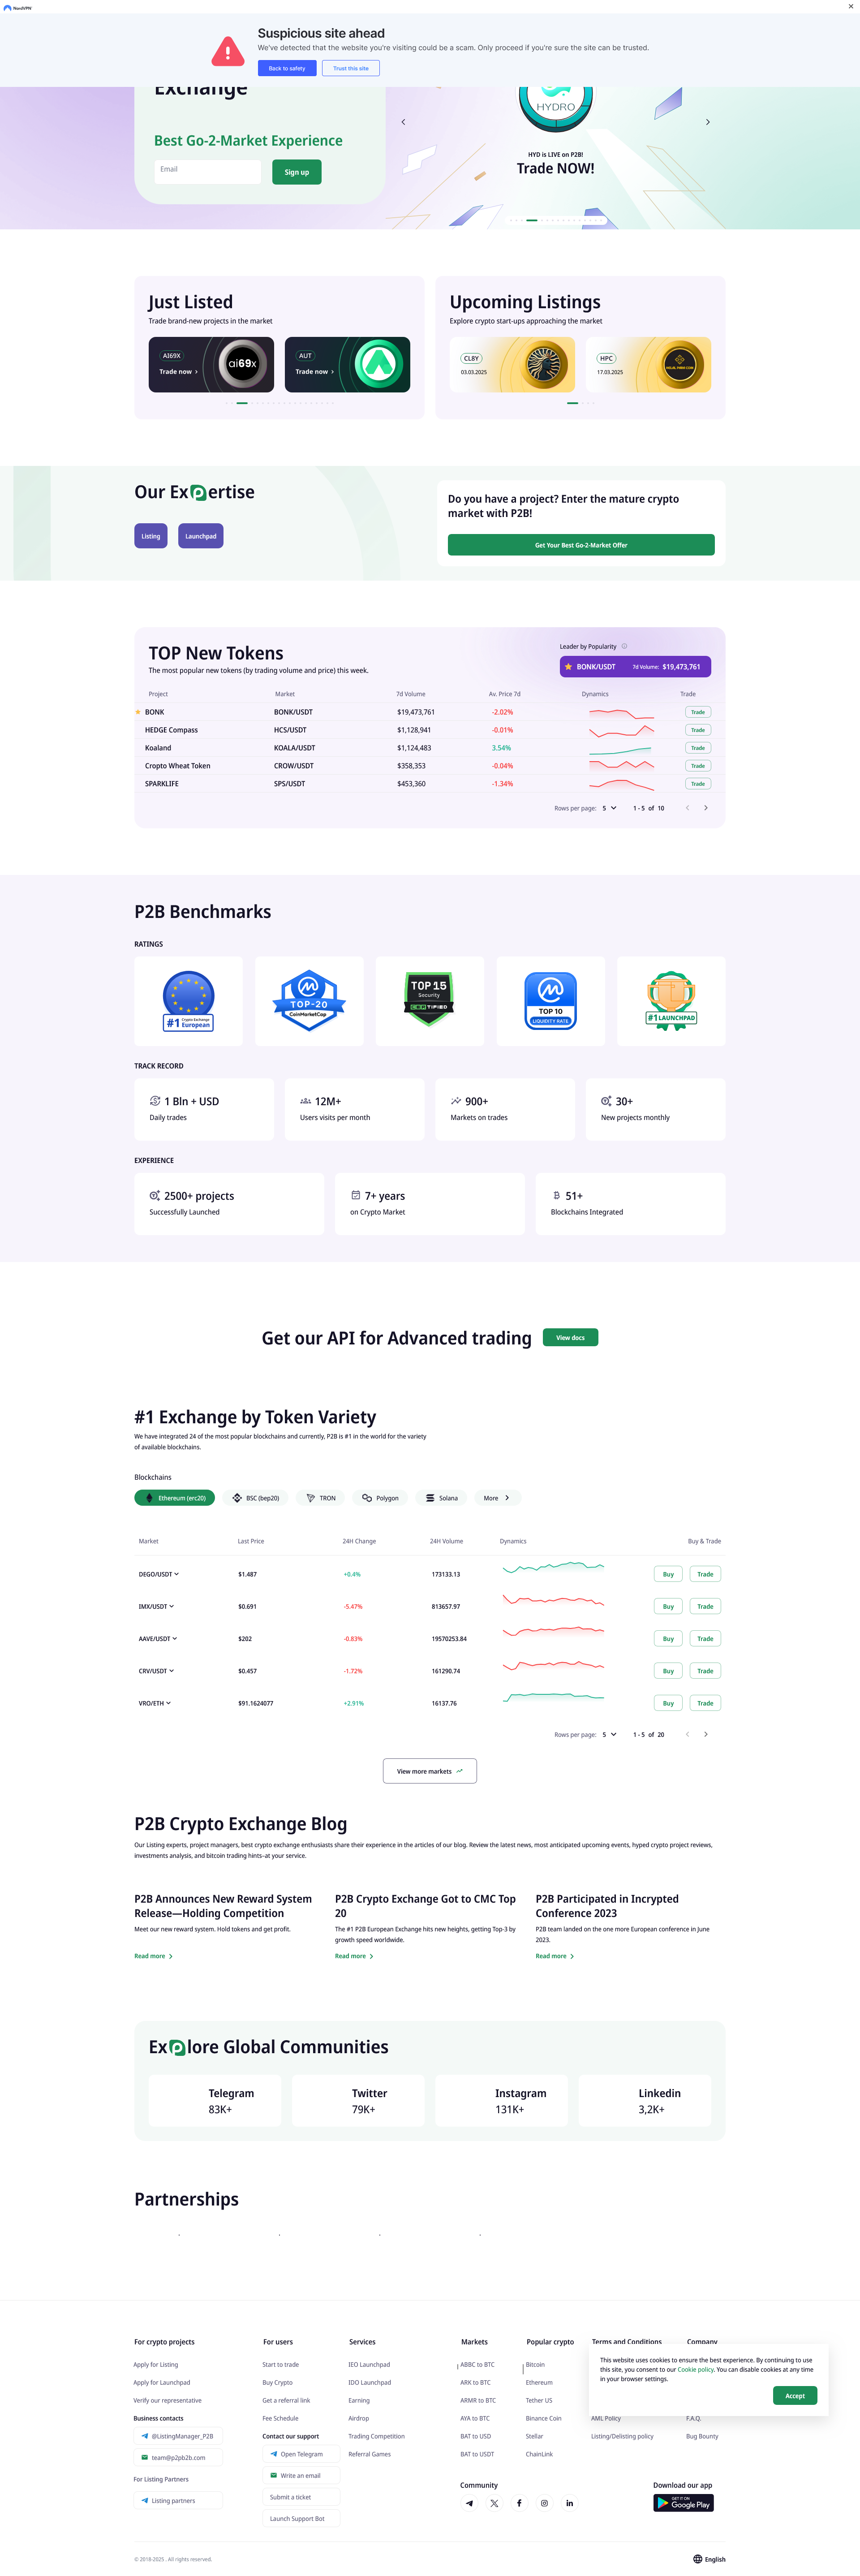 NordVPN
Suspicious site ahead
We've detected that the website you're visiting could be a scam. Only proceed if you're sure the site can be trusted.
Back to safety
Trust this site
Exchange
Best Go-2-Market Experience
Email
Sign up
HYDRO
HYD is LIVE on P2B!
Trade NOW!
Just Listed
Trade brand-new projects in the market
AI69X
Trade now
ai69x
AUT
Trade now
Upcoming Listings
Explore crypto start-ups approaching the market
CL8Y
03.03.2025
HPC
17.03.2025
Our Expertise
Listing
Launchpad
Do you have a project? Enter the mature crypto
market with P2B!
Get Your Best Go-2-Market Offer
TOP New Tokens
The most popular new tokens (by trading volume and price) this week.
Leader by Popularity
BONK/USDT 7d Volume: $19,473,761
Project Market 7d Volume Av. Price 7d Dynamics Trade
BONK BONK/USDT $19,473,761 -2.02% Trade
HEDGE Compass HCS/USDT $1,128,941 -0.01% Trade
Koaland KOALA/USDT $1,124,483 3.54% Trade
Cropto Wheat Token CROW/USDT $358,353 -0.04% Trade
SPARKLIFE SPS/USDT $453,360 -1.34% Trade
Rows per page: 5 1 - 5 of 10
P2B Benchmarks
RATINGS
#1 Crypto Exchange European
TOP-20
CoinMarketCap
TOP 15
Security
TOP 10
LIQUIDITY RATE
#1 LAUNCHPAD
TRACK RECORD
1 Bln + USD
Daily trades
12M+
Users visits per month
900+
Markets on trades
30+
New projects monthly
EXPERIENCE
2500+ projects
Successfully Launched
7+ years
on Crypto Market
51+
Blockchains Integrated
Get our API for Advanced trading
View docs
#1 Exchange by Token Variety
We have integrated 24 of the most popular blockchains and currently, P2B is #1 in the world for the variety
of available blockchains.
Blockchains
Ethereum (erc20) BSC (bep20) TRON Polygon Solana More
Market Last Price 24H Change 24H Volume Dynamics Buy & Trade
DEGO/USDT $1.487 +0.4% 173133.13 Buy Trade
IMX/USDT $0.691 -5.47% 813657.97 Buy Trade
AAVE/USDT $202 -0.83% 19570253.84 Buy Trade
CRV/USDT $0.457 -1.72% 161290.74 Buy Trade
VRO/ETH $91.1624077 +2.91% 16137.76 Buy Trade
Rows per page: 5 1 - 5 of 20
View more markets
P2B Crypto Exchange Blog
Our Listing experts, project managers, best crypto exchange enthusiasts share their experience in the articles of our blog. Review the latest news, most anticipated upcoming events, hyped crypto project reviews,
investments analysis, and bitcoin trading hints–at your service.
P2B Announces New Reward System
Release—Holding Competition
Meet our new reward system. Hold tokens and get profit.
Read more
P2B Crypto Exchange Got to CMC Top
20
The #1 P2B European Exchange hits new heights, getting Top-3 by
growth speed worldwide.
Read more
P2B Participated in Incrypted
Conference 2023
P2B team landed on the one more European conference in June
2023.
Read more
Explore Global Communities
Telegram
83K+
Twitter
79K+
Instagram
131K+
Linkedin
3,2K+
Partnerships
For crypto projects
Apply for Listing
Apply for Launchpad
Verify our representative
Business contacts
@ListingManager_P2B
team@p2pb2b.com
For Listing Partners
Listing partners
For users
Start to trade
Buy Crypto
Get a referral link
Fee Schedule
Contact our support
Open Telegram
Write an email
Submit a ticket
Launch Support Bot
Services
IEO Launchpad
IDO Launchpad
Earning
Airdrop
Trading Competition
Referral Games
Markets
ABBC to BTC
ARK to BTC
ARMR to BTC
AYA to BTC
BAT to USD
BAT to USDT
Popular crypto
Bitcoin
Ethereum
Tether US
Binance Coin
Stellar
ChainLink
Terms and Conditions
AML Policy
Listing/Delisting policy
Company
F.A.Q.
Bug Bounty
This website uses cookies to ensure the best experience. By continuing to use
this site, you consent to our Cookie policy. You can disable cookies at any time
in your browser settings.
Accept
Community
Download our app
GET IT ON
Google Play
© 2018-2025 . All rights reserved.
English